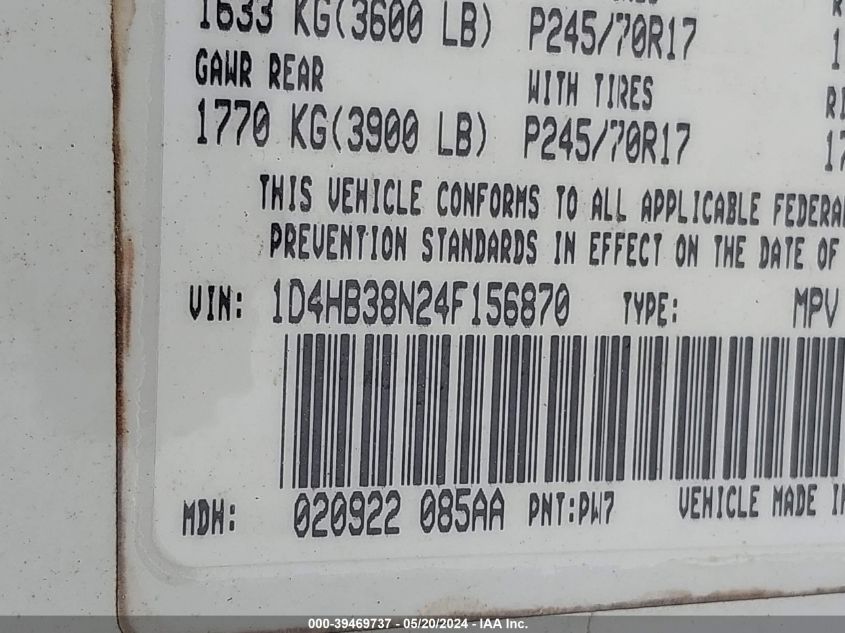 1633 KG(3600 LB) P245/70R17
GAWR REAR WITH TIRES
1770 KG(3900 LB) P245/70R17
THIS VEHICLE CONFORMS TO ALL APPLICABLE FEDERAL
PREVENTION STANDARDS IN EFFECT ON THE DATE OF
VIN: 1D4HB38N24F156870 TYPE: MPV
MDH: 020922 085AA PNT:PW7 VEHICLE MADE IN
000-39469737 - 05/20/2024 - IAA Inc.